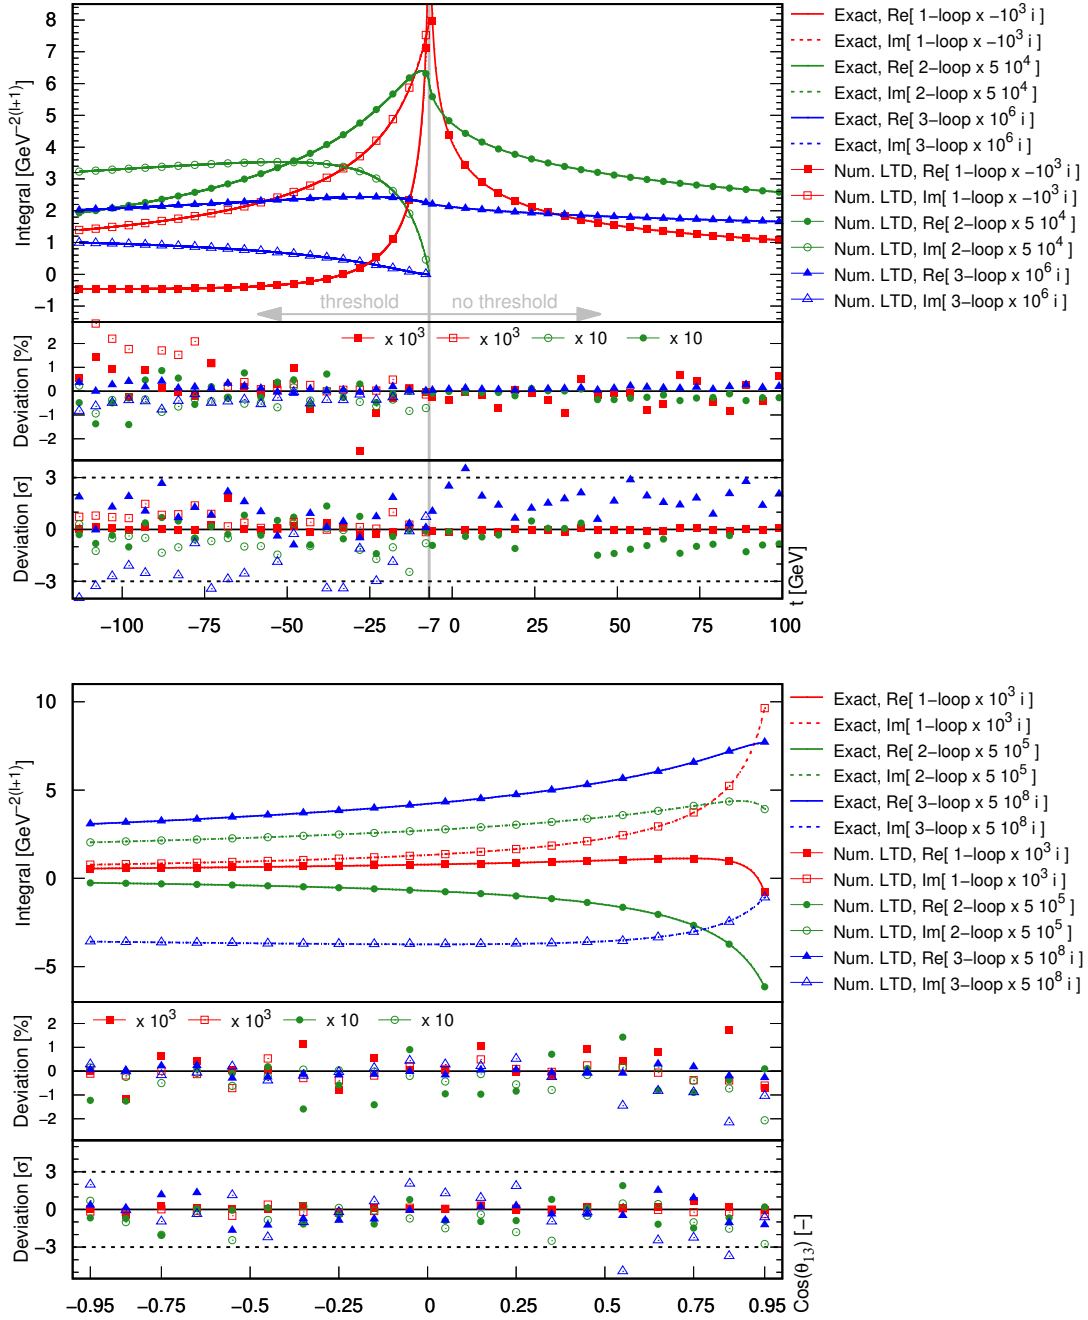 8
7
6
5
4
3
2
1
0
−1
Integral [GeV^−2(l+1)]
threshold
no threshold
Exact, Re[ 1−loop x −10^3 i ]
Exact, Im[ 1−loop x −10^3 i ]
Exact, Re[ 2−loop x 5 10^4 ]
Exact, Im[ 2−loop x 5 10^4 ]
Exact, Re[ 3−loop x 10^6 i ]
Exact, Im[ 3−loop x 10^6 i ]
Num. LTD, Re[ 1−loop x −10^3 i ]
Num. LTD, Im[ 1−loop x −10^3 i ]
Num. LTD, Re[ 2−loop x 5 10^4 ]
Num. LTD, Im[ 2−loop x 5 10^4 ]
Num. LTD, Re[ 3−loop x 10^6 i ]
Num. LTD, Im[ 3−loop x 10^6 i ]
x 10^3 x 10^3 x 10 x 10
2
1
0
−1
−2
Deviation [%]
3
0
−3
Deviation [σ]
−100 −75 −50 −25 −7 0 25 50 75 100
t [GeV]
10
5
0
−5
Integral [GeV^−2(l+1)]
Exact, Re[ 1−loop x 10^3 i ]
Exact, Im[ 1−loop x 10^3 i ]
Exact, Re[ 2−loop x 5 10^5 ]
Exact, Im[ 2−loop x 5 10^5 ]
Exact, Re[ 3−loop x 5 10^8 i ]
Exact, Im[ 3−loop x 5 10^8 i ]
Num. LTD, Re[ 1−loop x 10^3 i ]
Num. LTD, Im[ 1−loop x 10^3 i ]
Num. LTD, Re[ 2−loop x 5 10^5 ]
Num. LTD, Im[ 2−loop x 5 10^5 ]
Num. LTD, Re[ 3−loop x 5 10^8 i ]
Num. LTD, Im[ 3−loop x 5 10^8 i ]
x 10^3 x 10^3 x 10 x 10
2
1
0
−1
−2
Deviation [%]
3
0
−3
Deviation [σ]
−0.95 −0.75 −0.5 −0.25 0 0.25 0.5 0.75 0.95
Cos(θ13) [−]